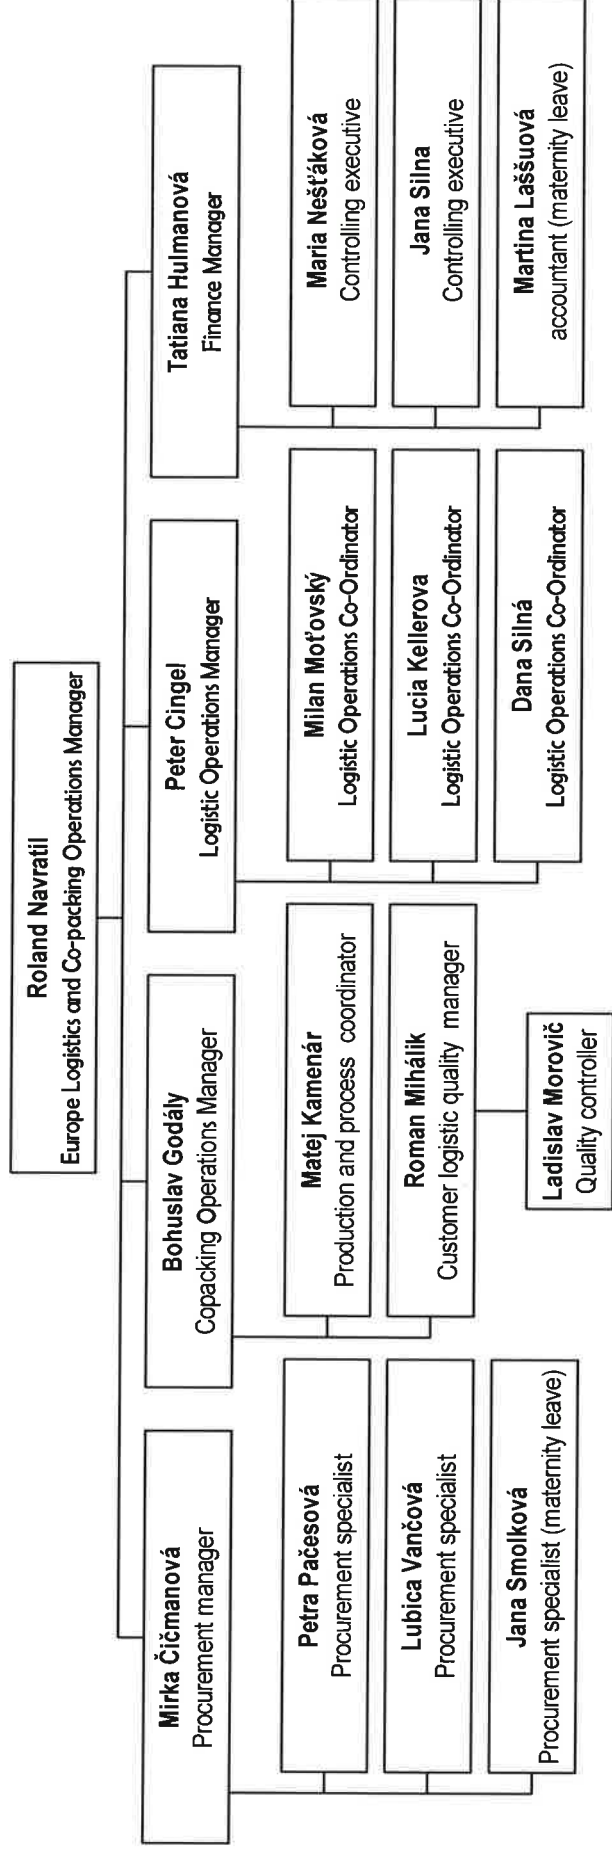 Roland Navratil
Europe Logistics and Co-packing Operations Manager
Mirka Čičmanová
Procurement manager
Petra Pačesová
Procurement specialist
Lubica Vančová
Procurement specialist
Jana Smolková
Procurement specialist (maternity leave)
Bohuslav Godály
Copacking Operations Manager
Matej Kamenár
Production and process coordinator
Roman Mihálik
Customer logistic quality manager
Ladislav Morovič
Quality controller
Peter Cingel
Logistic Operations Manager
Milan Moťovský
Logistic Operations Co-Ordinator
Lucia Kellerova
Logistic Operations Co-Ordinator
Dana Silná
Logistic Operations Co-Ordinator
Tatiana Hulmanová
Finance Manager
Maria Nešťáková
Controlling executive
Jana Silna
Controlling executive
Martina Laššuová
accountant (maternity leave)